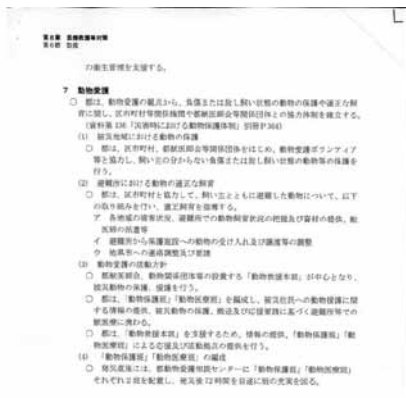 第8章 医療救護等対策
第6節 防疫
の衛生管理を支援する。
7 動物愛護
○ 都は、動物愛護の観点から、負傷または放し飼い状態の動物の保護や適正な飼
育に関し、区市町村等関係機関や都獣医師会等関係団体との協力体制を確立する。
(資料第136「災害時における動物保護体制」別冊P364)
(1) 被災地域における動物の保護
○ 都は、区市町村、都獣医師会等関係団体をはじめ、動物愛護ボランティア
等と協力し、飼い主の分からない負傷または放し飼い状態の動物等の保護を
行う。
(2) 避難所における動物の適正な飼育
○ 都は、区市町村と協力して、飼い主とともに避難した動物について、以下
の取り組みを行い、適正飼育を指導する。
ア 各地域の被害状況、避難所での動物飼育状況の把握及び資材の提供、獣
医師の派遣等
イ 避難所から保護施設への動物の受け入れ及び譲渡等の調整
ウ 他県市への連絡調整及び要請
(3) 動物愛護の活動方針
○ 都獣医師会、動物関係団体等の設置する「動物救援本部」が中心となり、
被災動物の保護、援護を行う。
○ 都は、「動物保護班」「動物医療班」を編成し、被災住民への動物援護に関
する情報の提供、被災動物の保護、搬送及びに避難所等での
獣医療に携わる。
○ 都は、「動物救援本部」を支援するため、情報の提供、「動物保護班」「動
物医療班」による応援及び活動拠点の提供を行う。
(4) 「動物保護班」「動物医療班」の編成
○ 発災直後には、都動物愛護相談センターに「動物保護班」「動物医療班」
それぞれ2班を配置し、発災後72時間を目途に班の充実を図る。